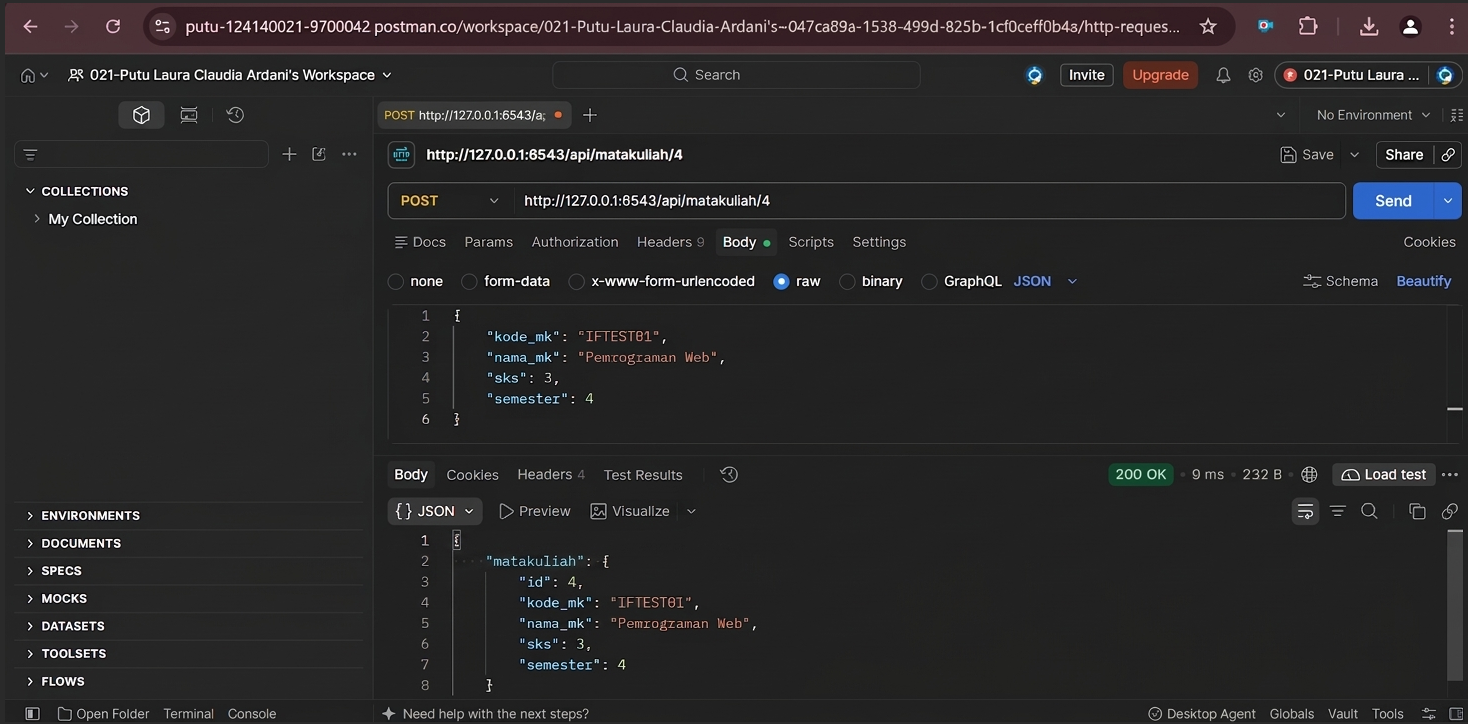 putu-124140021-9700042.postman.co/workspace/021-Putu-Laura-Claudia-Ardani's~047ca89a-1538-499d-825b-1cf0ceff0b4a/http-reques...
021-Putu Laura Claudia Ardani's Workspace
Search
Invite
Upgrade
021-Putu Laura ...
POST http://127.0.0.1:6543/a
No Environment
http://127.0.0.1:6543/api/matakuliah/4
Save
Share
COLLECTIONS
My Collection
POST
http://127.0.0.1:6543/api/matakuliah/4
Send
Docs Params Authorization Headers 9 Body Scripts Settings
Cookies
none form-data x-www-form-urlencoded raw binary GraphQL JSON
Schema Beautify
1 {
2 "kode_mk": "IFTEST01",
3 "nama_mk": "Pemrograman Web",
4 "sks": 3,
5 "semester": 4
6 }
Body Cookies Headers 4 Test Results
200 OK • 9 ms • 232 B
Load test
{} JSON Preview Visualize
1 {
2 "matakuliah": {
3 "id": 4,
4 "kode_mk": "IFTEST01",
5 "nama_mk": "Pemrograman Web",
6 "sks": 3,
7 "semester": 4
8 }
ENVIRONMENTS
DOCUMENTS
SPECS
MOCKS
DATASETS
TOOLSETS
FLOWS
Open Folder Terminal Console
Need help with the next steps?
Desktop Agent Globals Vault Tools